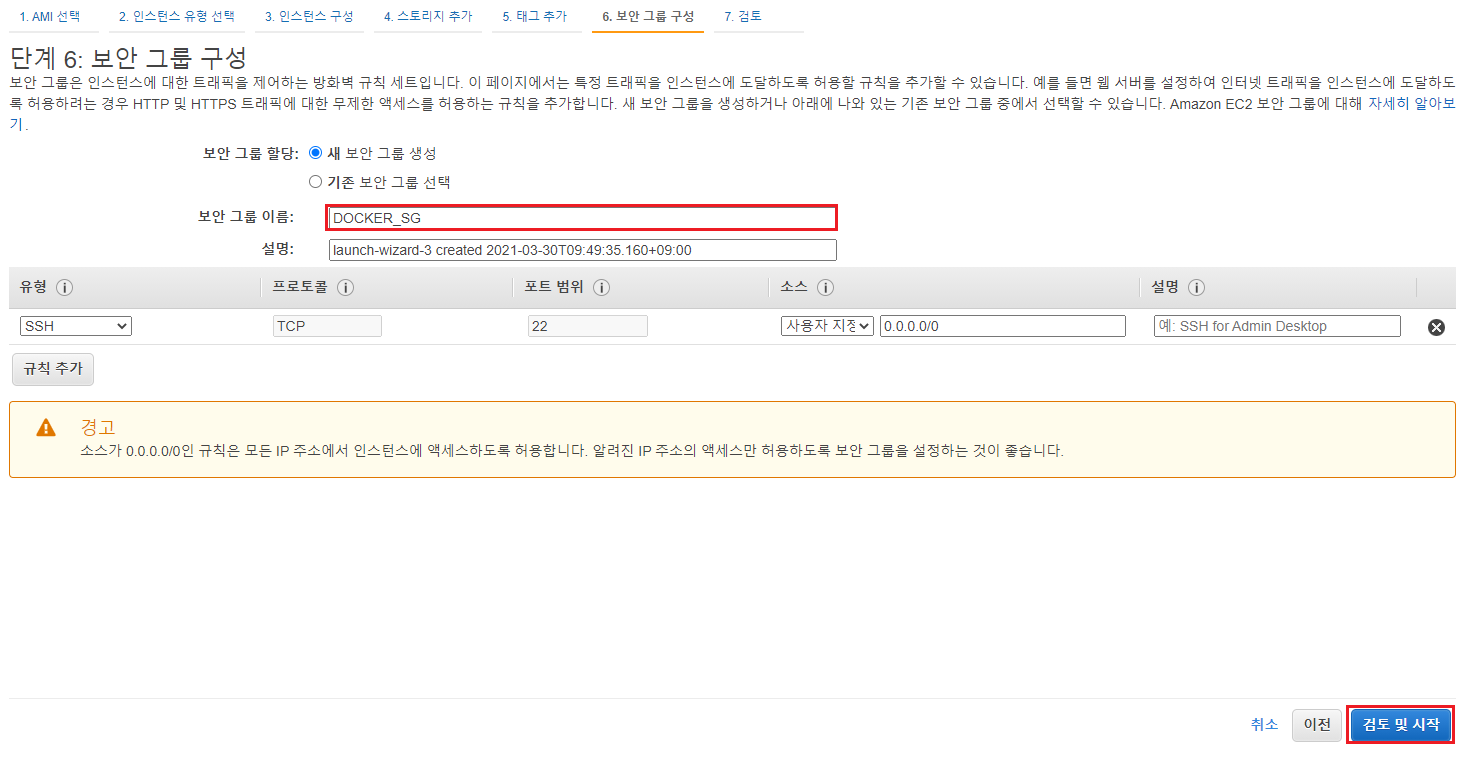 1. AMI 선택 2. 인스턴스 유형 선택 3. 인스턴스 구성 4. 스토리지 추가 5. 태그 추가 6. 보안 그룹 구성 7. 검토
단계 6: 보안 그룹 구성
보안 그룹은 인스턴스에 대한 트래픽을 제어하는 방화벽 규칙 세트입니다. 이 페이지에서는 특정 트래픽을 인스턴스에 도달하도록 허용할 규칙을 추가할 수 있습니다. 예를 들면 웹 서버를 설정하여 인터넷 트래픽을 인스턴스에 도달하도
록 허용하려는 경우 HTTP 및 HTTPS 트래픽에 대한 무제한 액세스를 허용하는 규칙을 추가합니다. 새 보안 그룹을 생성하거나 아래에 나와 있는 기존 보안 그룹 중에서 선택할 수 있습니다. Amazon EC2 보안 그룹에 대해 자세히 알아보
기.
보안 그룹 할당: 새 보안 그룹 생성
기존 보안 그룹 선택
보안 그룹 이름: DOCKER_SG
설명: launch-wizard-3 created 2021-03-30T09:49:35.160+09:00
유형 프로토콜 포트 범위 소스 설명
SSH TCP 22 사용자 지정 0.0.0.0/0 예: SSH for Admin Desktop
규칙 추가
경고
소스가 0.0.0.0/0인 규칙은 모든 IP 주소에서 인스턴스에 액세스하도록 허용합니다. 알려진 IP 주소의 액세스만 허용하도록 보안 그룹을 설정하는 것이 좋습니다.
취소 이전 검토 및 시작